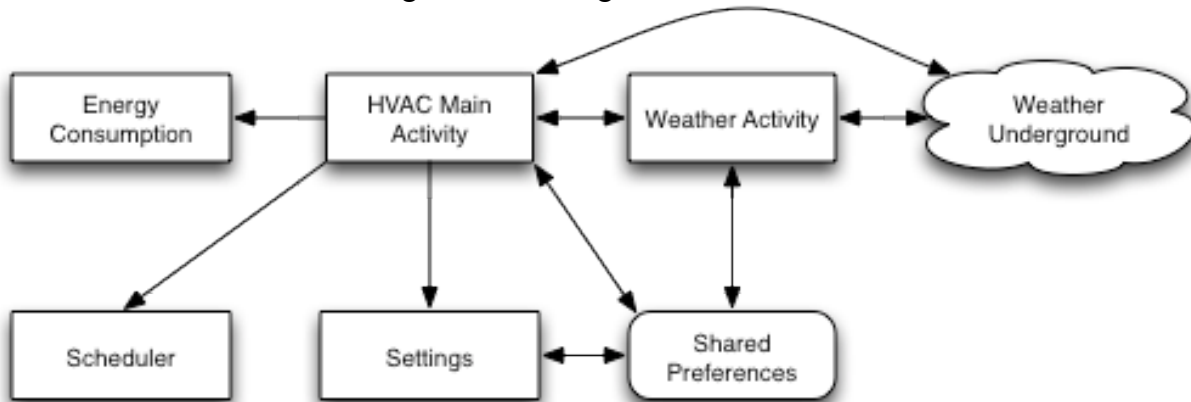 Energy
Consumption
HVAC Main
Activity
Weather Activity
Weather
Underground
Scheduler
Settings
Shared
Preferences